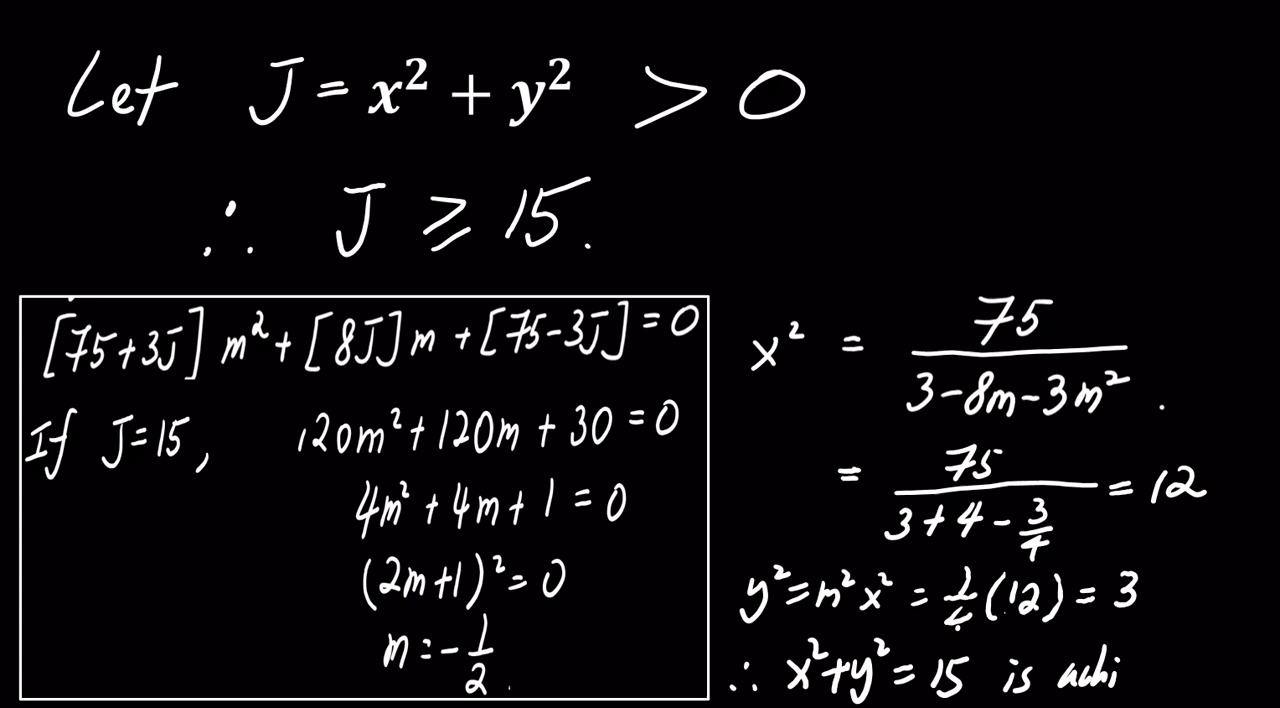 Let J = x² + y² > 0
∴ J ≥ 15.
[75+3J] m² + [8J] m + [75-3J] = 0
If J=15, 120m² + 120m + 30 = 0
4m² + 4m + 1 = 0
(2m+1)² = 0
m = -1/2.
x² = 75/(3-8m-3m²).
= 75/(3+4-3/4) = 12
y² = m²x² = 1/4 (12) = 3
∴ x²+y² = 15 is achi